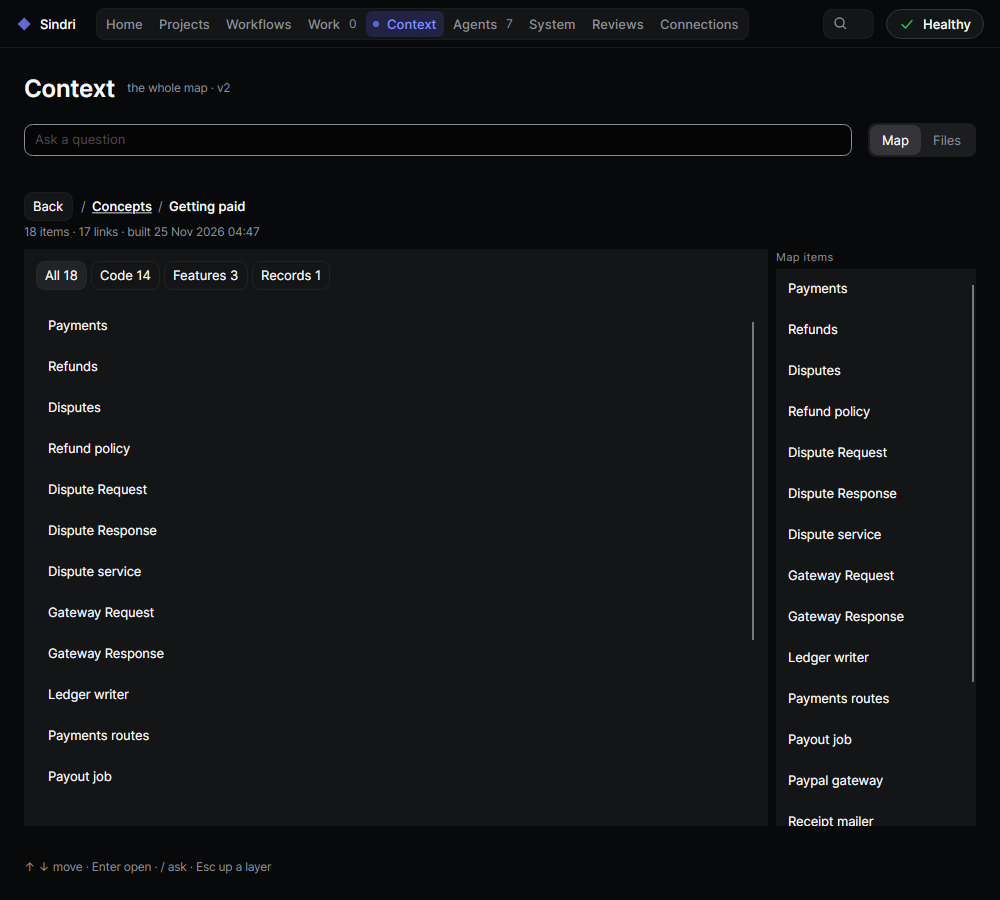 Sindri
Home Projects Workflows Work 0 Context Agents 7 System Reviews Connections
Healthy
Context the whole map · v2
Ask a question
Map Files
Back / Concepts / Getting paid
18 items · 17 links · built 25 Nov 2026 04:47
All 18 Code 14 Features 3 Records 1
Payments
Refunds
Disputes
Refund policy
Dispute Request
Dispute Response
Dispute service
Gateway Request
Gateway Response
Ledger writer
Payments routes
Payout job
Map items
Payments
Refunds
Disputes
Refund policy
Dispute Request
Dispute Response
Dispute service
Gateway Request
Gateway Response
Ledger writer
Payments routes
Payout job
Paypal gateway
Receipt mailer
↑ ↓ move · Enter open · / ask · Esc up a layer